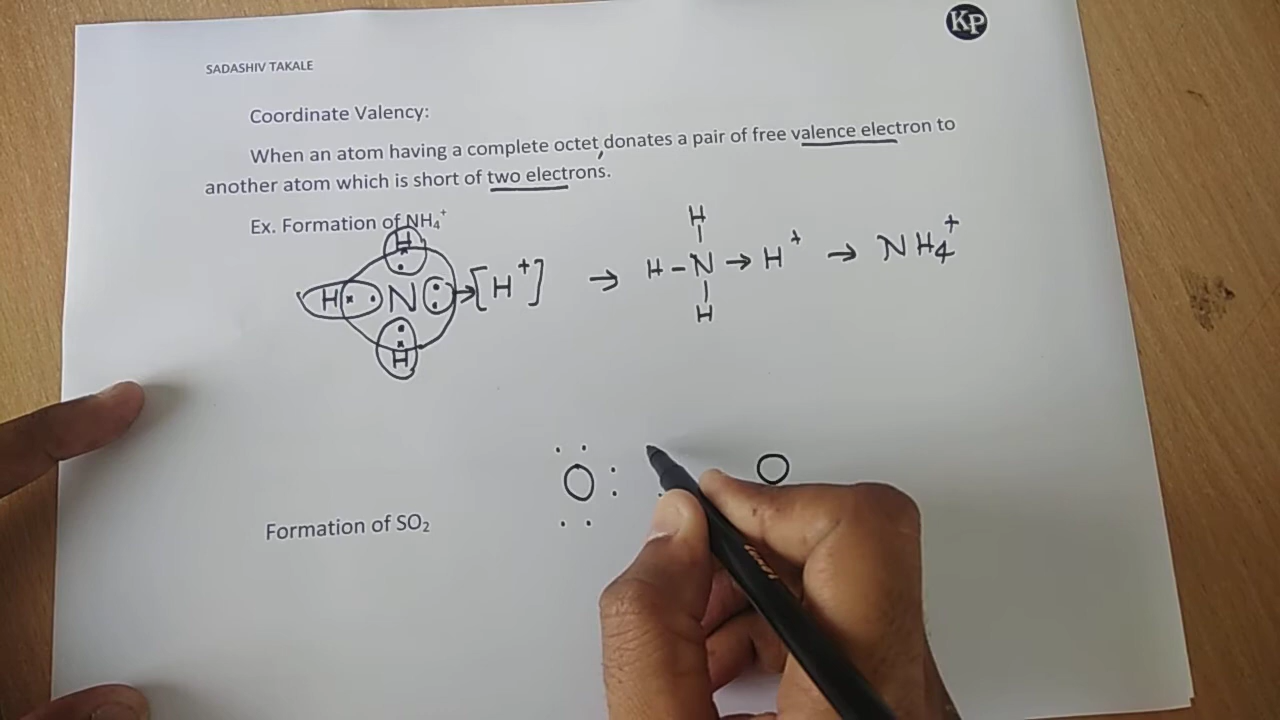 KP
SADASHIV TAKALE
Coordinate Valency:
When an atom having a complete octet, donates a pair of free valence electron to
another atom which is short of two electrons.
Ex. Formation of NH₄⁺
H
H × · N : → [H⁺] → H – N → H⁺ → NH₄⁺
H
H
H
O : O
Formation of SO₂